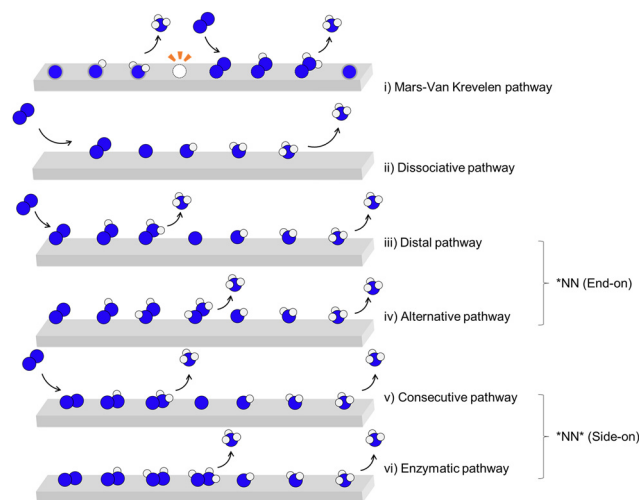 i) Mars-Van Krevelen pathway
ii) Dissociative pathway
iii) Distal pathway
*NN (End-on)
iv) Alternative pathway
v) Consecutive pathway
*NN* (Side-on)
vi) Enzymatic pathway